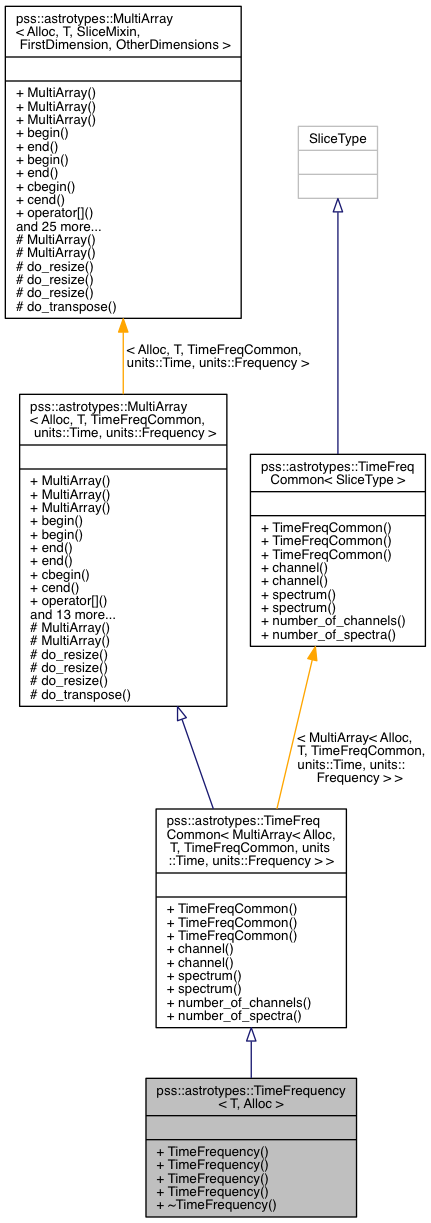 pss::astrotypes::MultiArray
< Alloc, T, SliceMixin,
FirstDimension, OtherDimensions >
+ MultiArray()
+ MultiArray()
+ MultiArray()
+ begin()
+ end()
+ begin()
+ end()
+ cbegin()
+ cend()
+ operator[]()
and 25 more...
# MultiArray()
# MultiArray()
# do_resize()
# do_resize()
# do_resize()
# do_transpose()
SliceType
< Alloc, T, TimeFreqCommon,
units::Time, units::Frequency >
pss::astrotypes::MultiArray
< Alloc, T, TimeFreqCommon,
units::Time, units::Frequency >
+ MultiArray()
+ MultiArray()
+ MultiArray()
+ begin()
+ begin()
+ end()
+ end()
+ cbegin()
+ cend()
+ operator[]()
and 13 more...
# MultiArray()
# MultiArray()
# do_resize()
# do_resize()
# do_resize()
# do_transpose()
pss::astrotypes::TimeFreq
Common< SliceType >
+ TimeFreqCommon()
+ TimeFreqCommon()
+ TimeFreqCommon()
+ channel()
+ channel()
+ spectrum()
+ spectrum()
+ number_of_channels()
+ number_of_spectra()
< MultiArray< Alloc,
T, TimeFreqCommon,
units::Time, units::
Frequency > >
pss::astrotypes::TimeFreq
Common< MultiArray< Alloc,
T, TimeFreqCommon, units
::Time, units::Frequency > >
+ TimeFreqCommon()
+ TimeFreqCommon()
+ TimeFreqCommon()
+ channel()
+ channel()
+ spectrum()
+ spectrum()
+ number_of_channels()
+ number_of_spectra()
pss::astrotypes::TimeFrequency
< T, Alloc >
+ TimeFrequency()
+ TimeFrequency()
+ TimeFrequency()
+ TimeFrequency()
+ ~TimeFrequency()